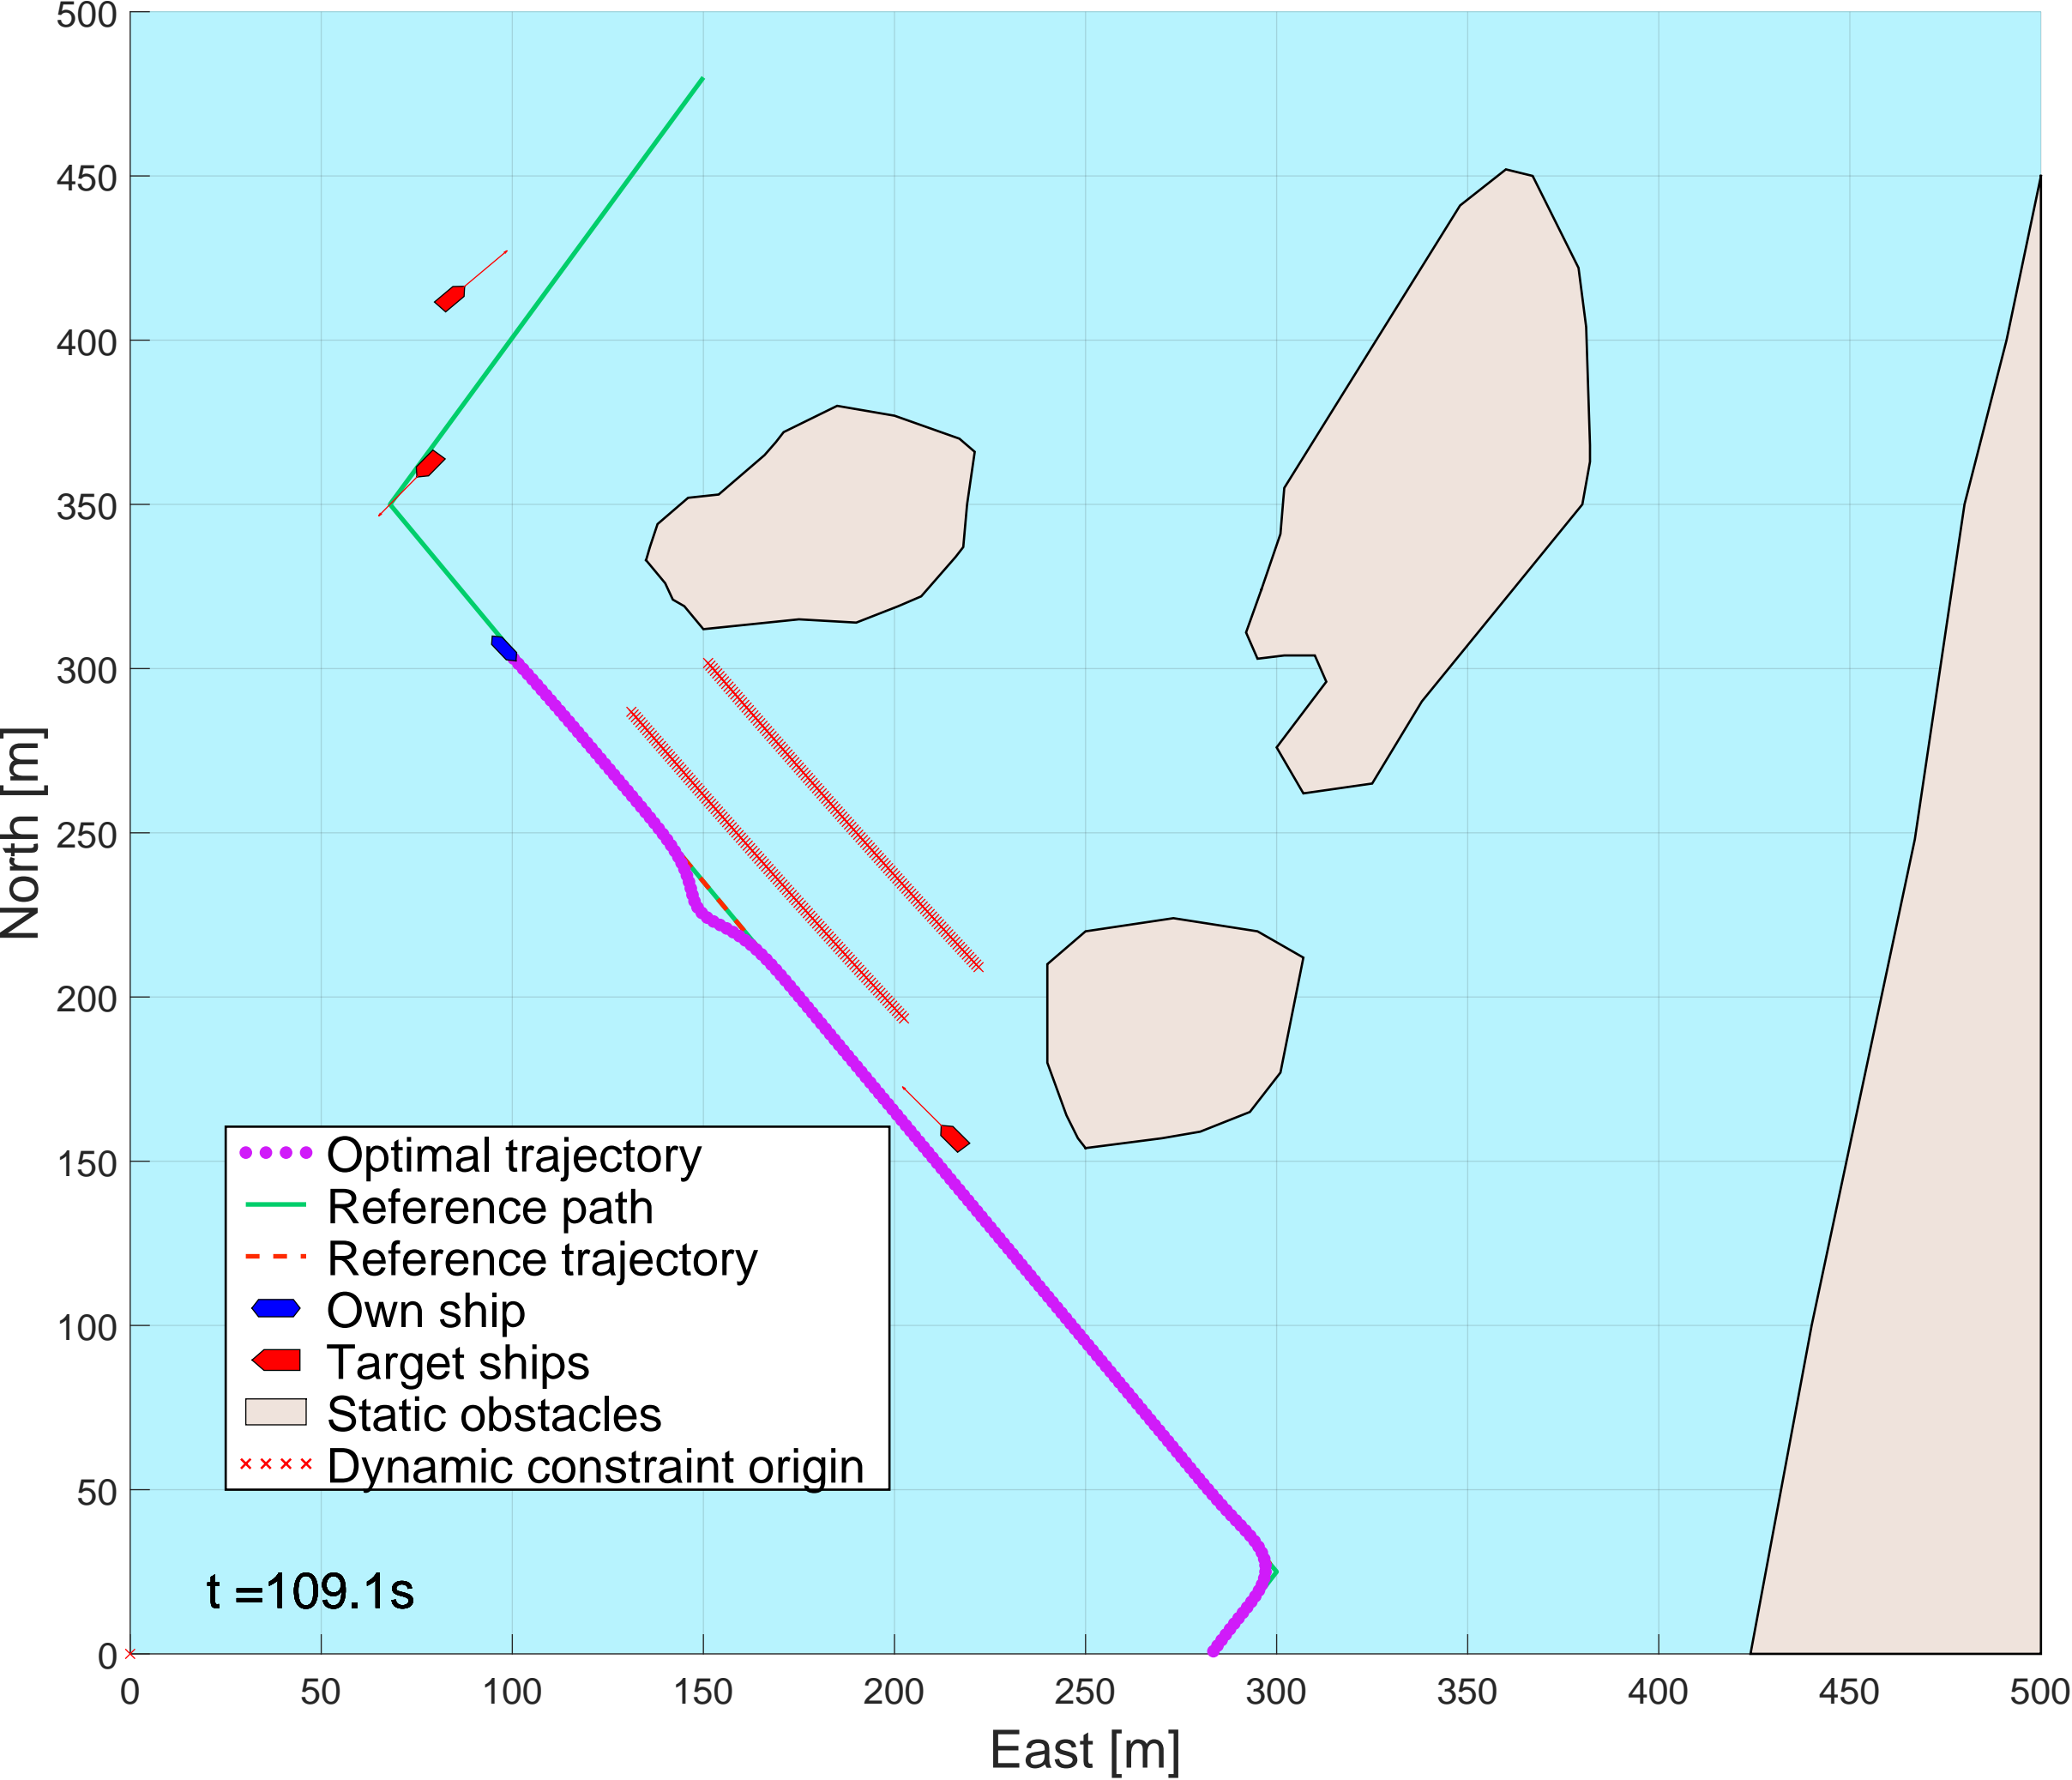 500
450
400
350
300
250
200
150
100
50
0
North [m]
Optimal trajectory
Reference path
Reference trajectory
Own ship
Target ships
Static obstacles
Dynamic constraint origin
t =109.1s
0 50 100 150 200 250 300 350 400 450 500
East [m]